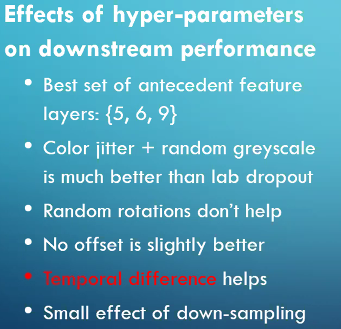 Effects of hyper-parameters
on downstream performance
• Best set of antecedent feature
layers: {5, 6, 9}
• Color jitter + random greyscale
is much better than lab dropout
• Random rotations don't help
• No offset is slightly better
• Temporal difference helps
• Small effect of down-sampling